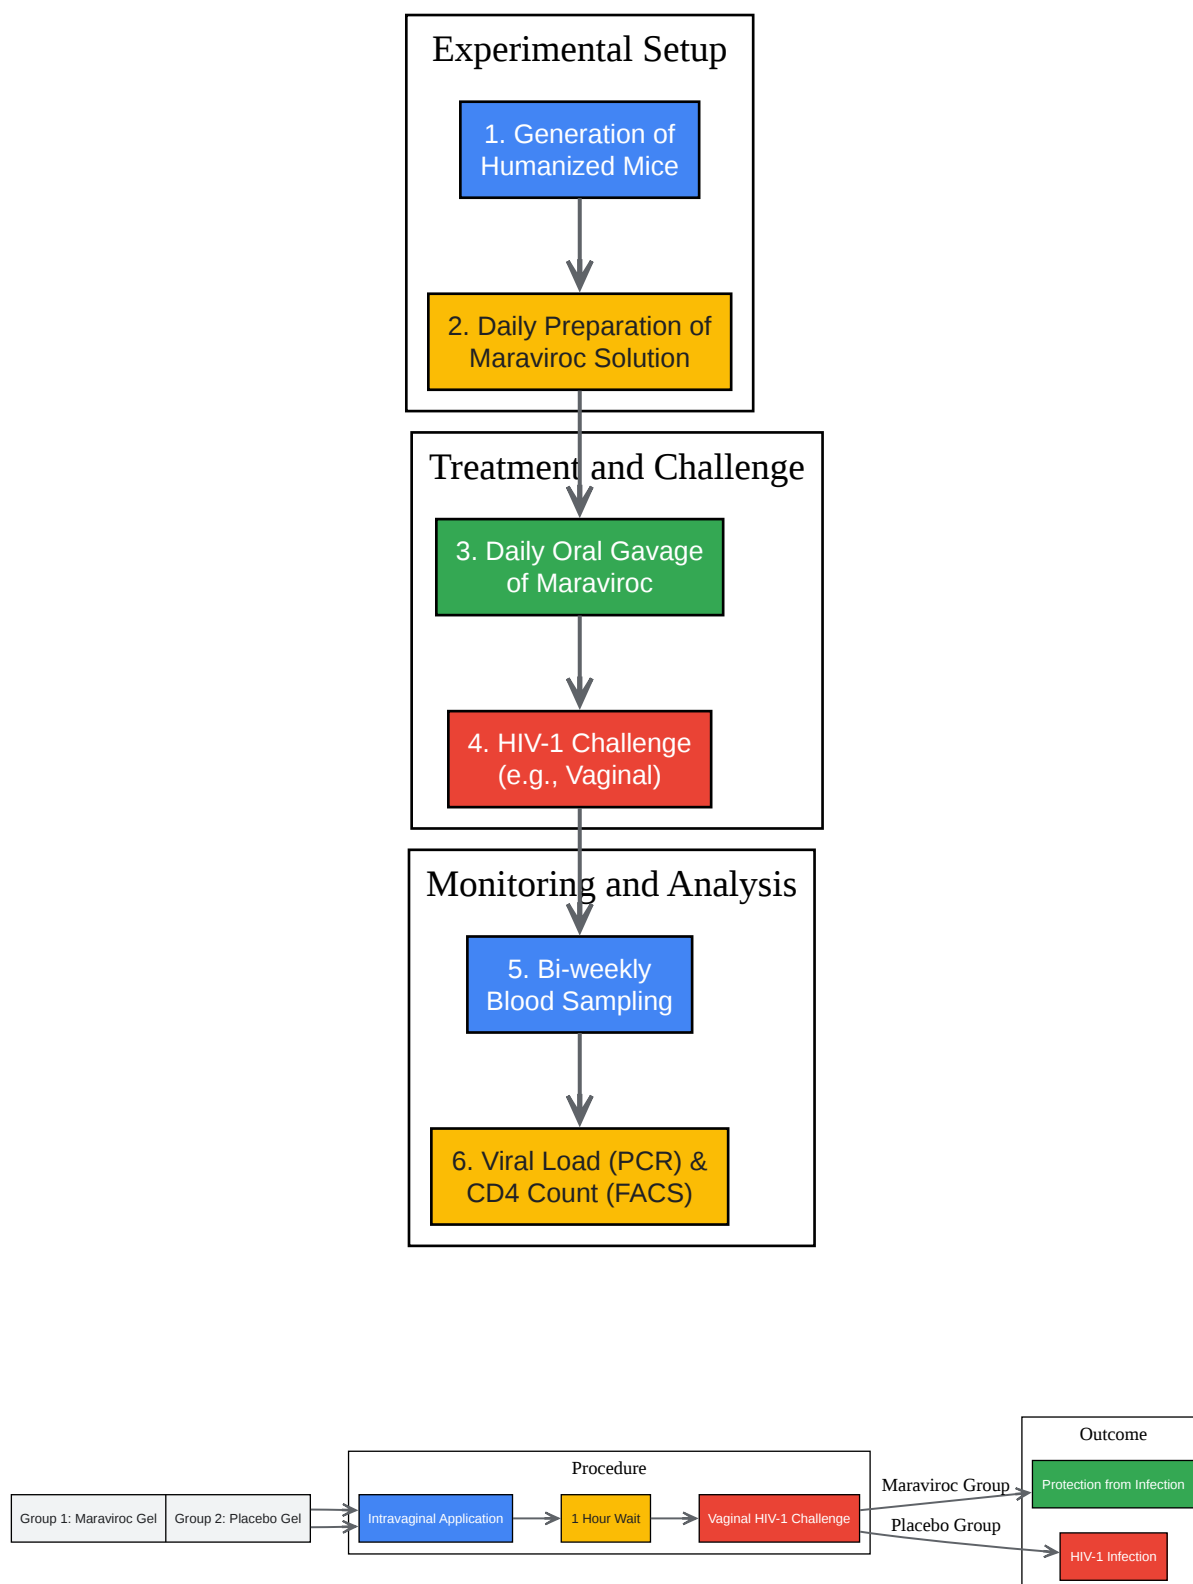 Experimental Setup
1. Generation of
Humanized Mice
2. Daily Preparation of
Maraviroc Solution
Treatment and Challenge
3. Daily Oral Gavage
of Maraviroc
4. HIV-1 Challenge
(e.g., Vaginal)
Monitoring and Analysis
5. Bi-weekly
Blood Sampling
6. Viral Load (PCR) &
CD4 Count (FACS)
Group 1: Maraviroc Gel
Group 2: Placebo Gel
Procedure
Intravaginal Application
1 Hour Wait
Vaginal HIV-1 Challenge
Maraviroc Group
Placebo Group
Outcome
Protection from Infection
HIV-1 Infection